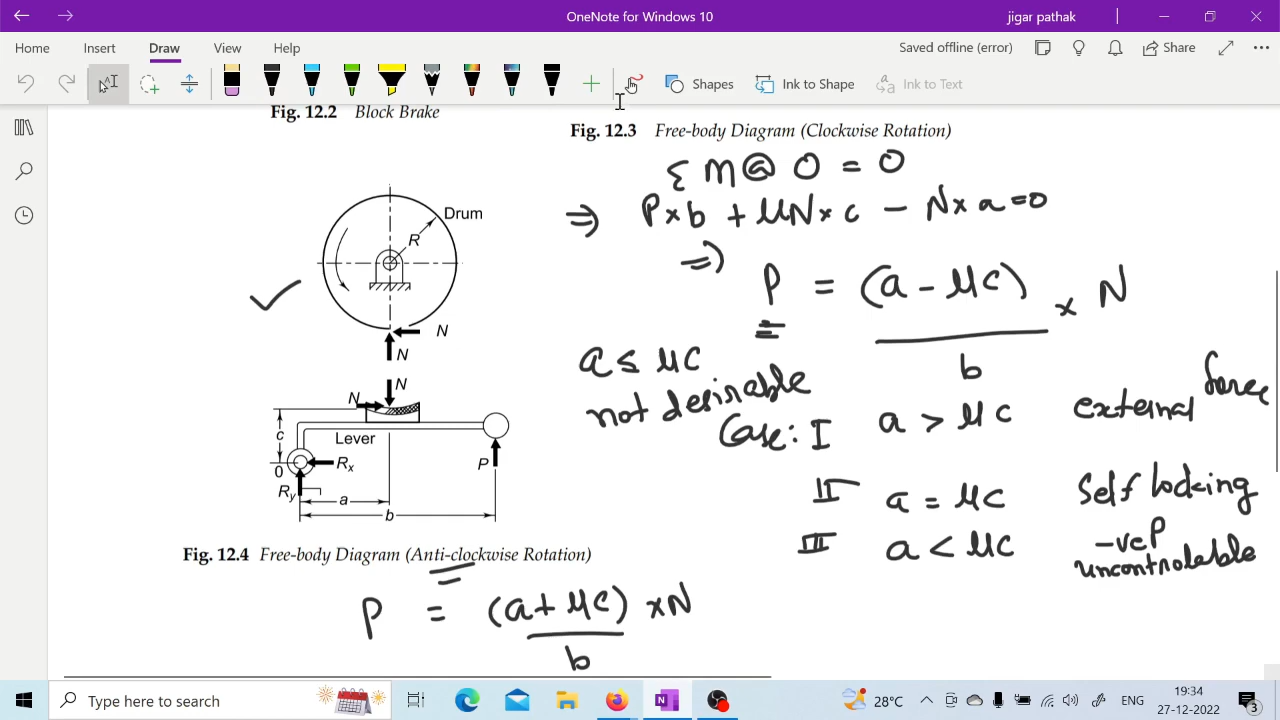 OneNote for Windows 10
jigar pathak
Home Insert Draw View Help
Saved offline (error)
Share
Shapes
Ink to Shape
Ink to Text
Fig. 12.2 Block Brake
Fig. 12.3 Free-body Diagram (Clockwise Rotation)
Σ M@ O = 0
⇒ P×b + μN×c - N×a=0
⇒ P = (a - μc) / b × N
a ≤ μc
not desirable
Case: I a > μc external force
II a = μc Self locking
III a < μc -ve P
uncontrolable
Drum
R
N
N
N
N
Lever
c
0
Rx
P
Ry
a
b
Fig. 12.4 Free-body Diagram (Anti-clockwise Rotation)
P = (a + μc) / b × N
Type here to search
28°C
ENG
19:34
27-12-2022
3